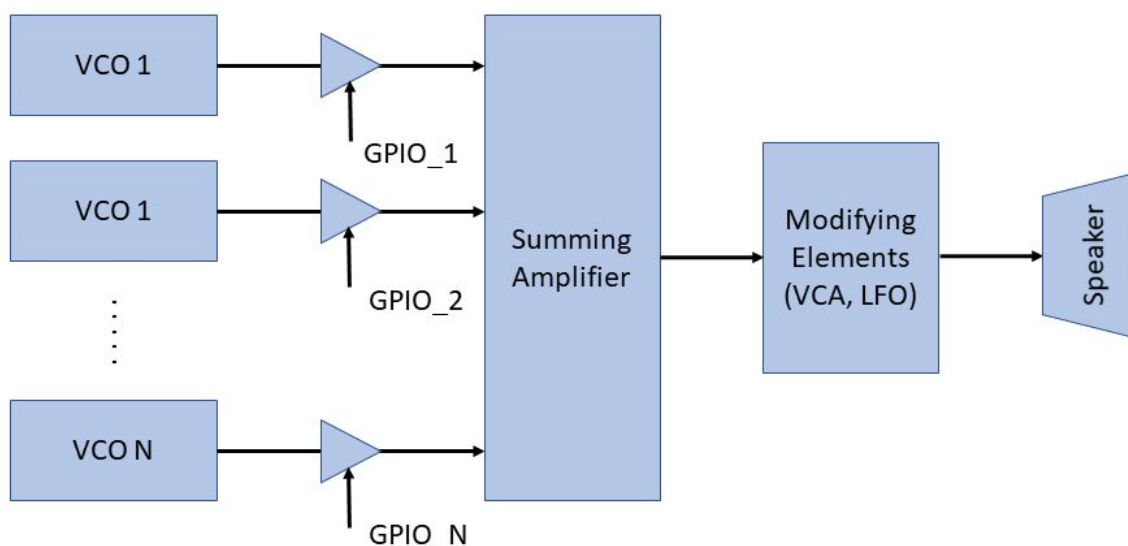 VCO 1
GPIO_1
VCO 1
GPIO_2
VCO N
GPIO_N
Summing
Amplifier
Modifying
Elements
(VCA, LFO)
Speaker